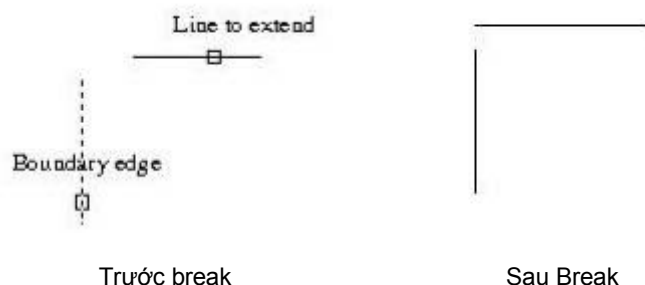 Line to extend
Boundary edge
Trước break
Sau Break